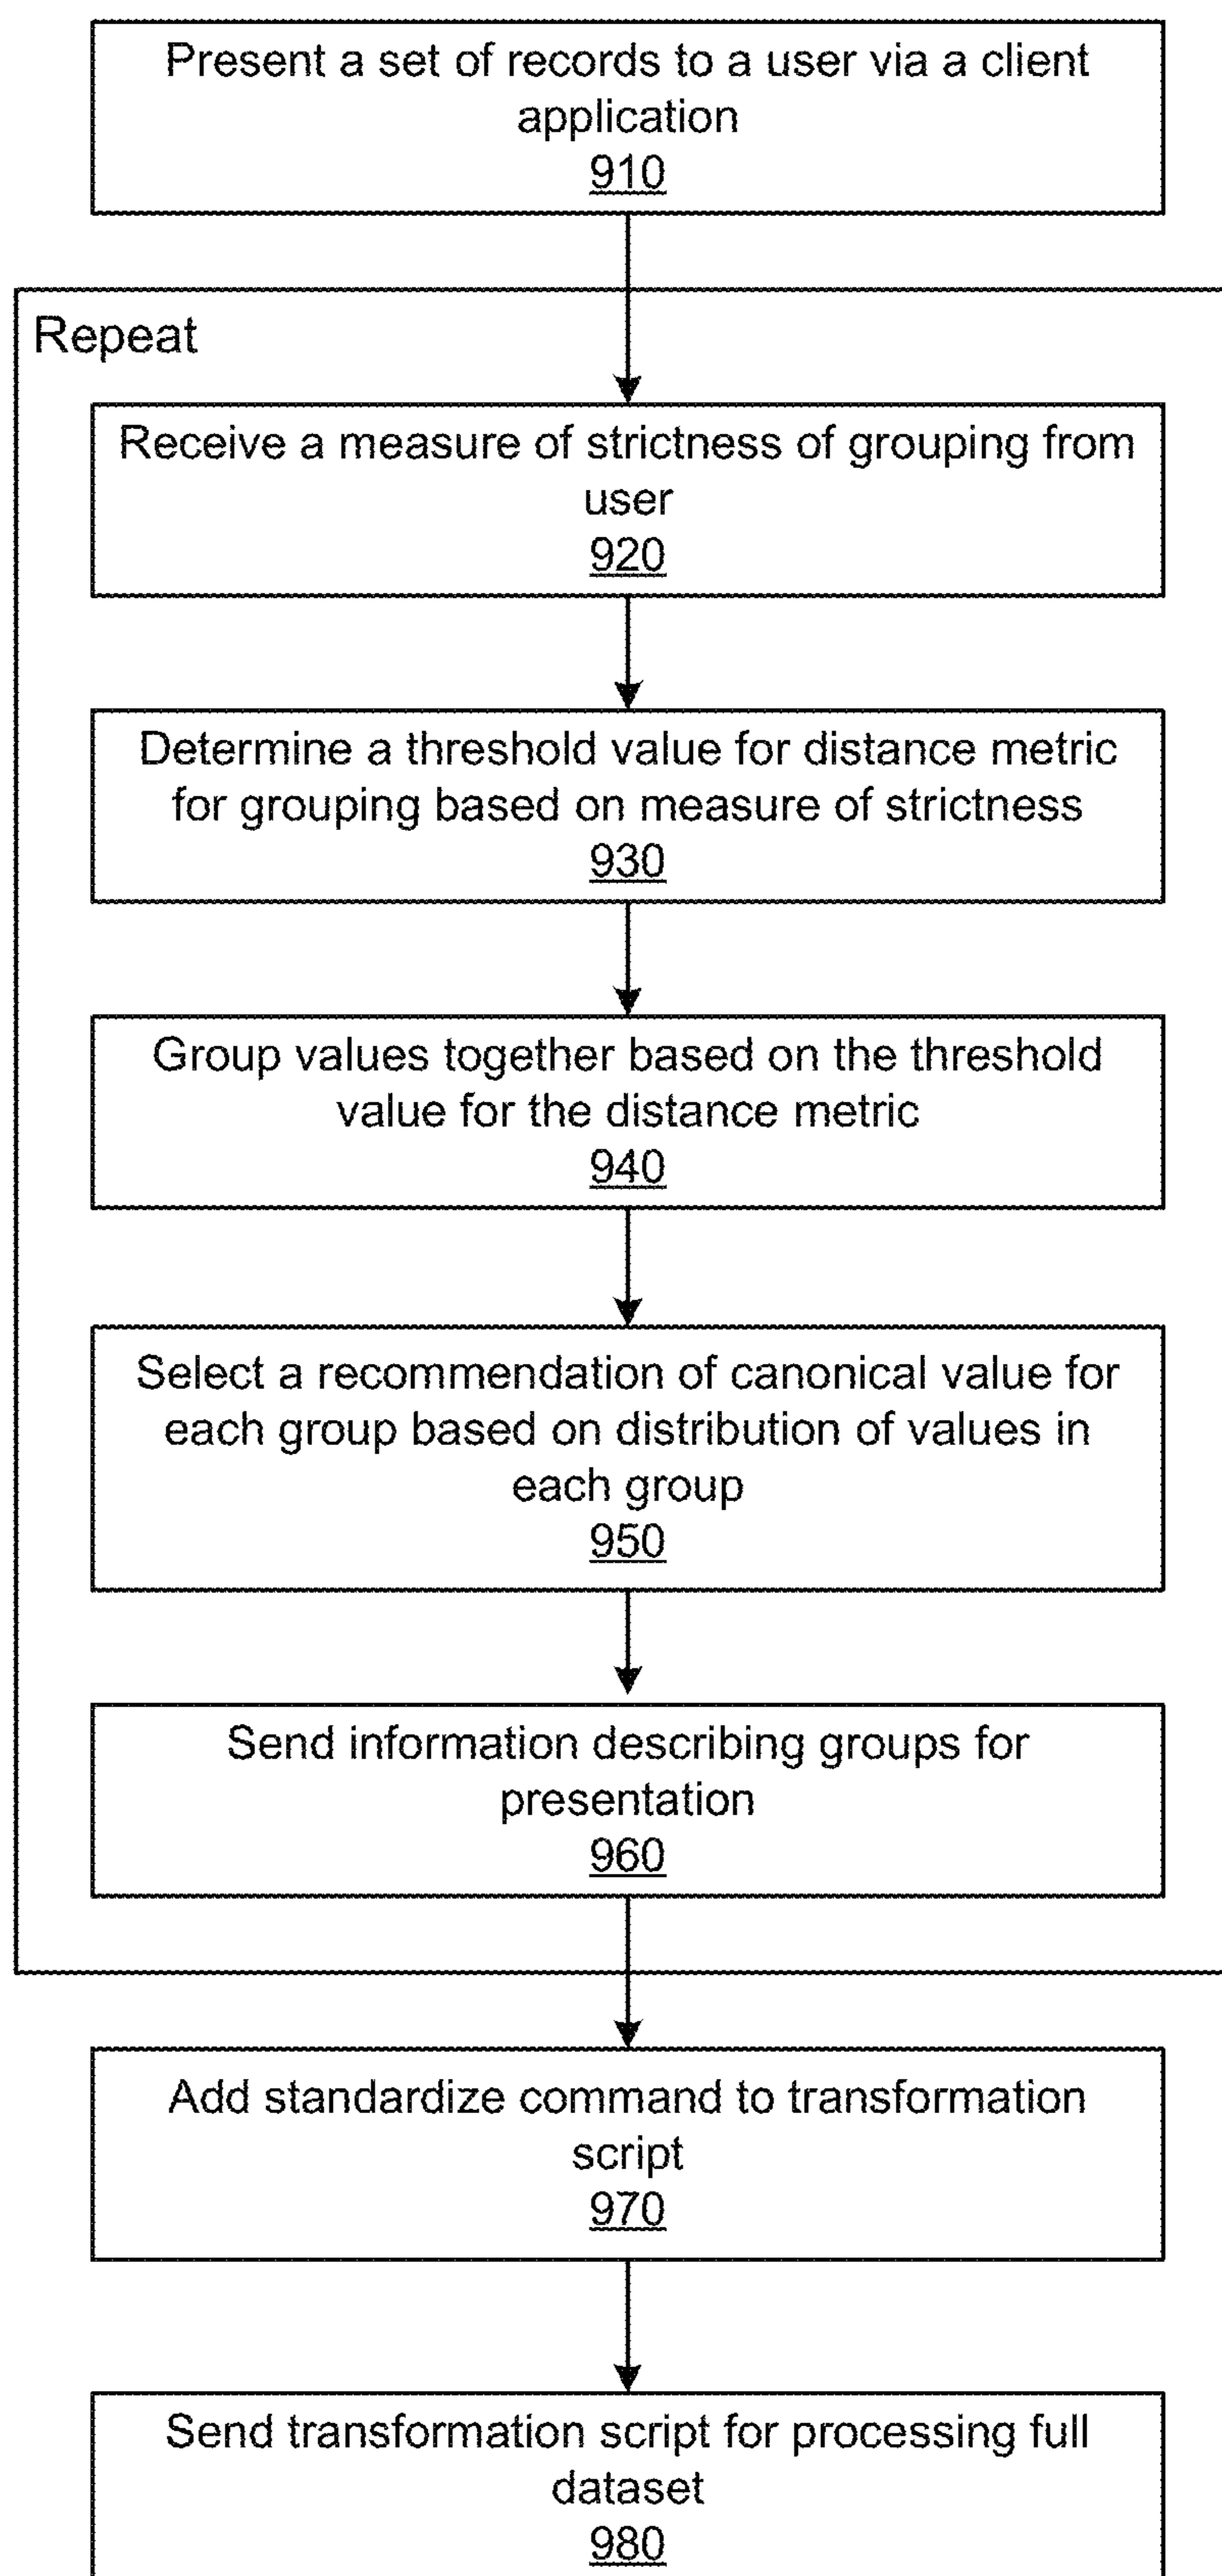 Present a set of records to a user via a client
application
910
Repeat
Receive a measure of strictness of grouping from
user
920
Determine a threshold value for distance metric
for grouping based on measure of strictness
930
Group values together based on the threshold
value for the distance metric
940
Select a recommendation of canonical value for
each group based on distribution of values in
each group
950
Send information describing groups for
presentation
960
Add standardize command to transformation
script
970
Send transformation script for processing full
dataset
980